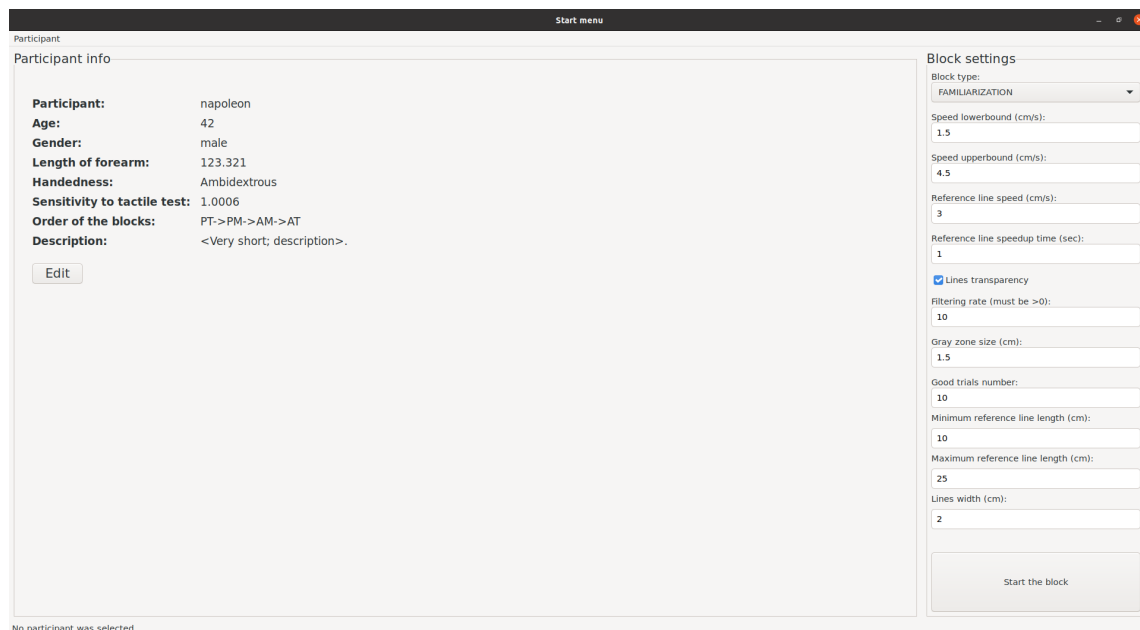 Start menu
Participant
Participant info
Participant: napoleon
Age: 42
Gender: male
Length of forearm: 123.321
Handedness: Ambidextrous
Sensitivity to tactile test: 1.0006
Order of the blocks: PT->PM->AM->AT
Description: <Very short; description>.
Edit
Block settings
Block type:
FAMILIARIZATION
Speed lowerbound (cm/s):
1.5
Speed upperbound (cm/s):
4.5
Reference line speed (cm/s):
3
Reference line speedup time (sec):
1
Lines transparency
Filtering rate (must be >0):
10
Gray zone size (cm):
1.5
Good trials number:
10
Minimum reference line length (cm):
10
Maximum reference line length (cm):
25
Lines width (cm):
2
Start the block
No participant was selected